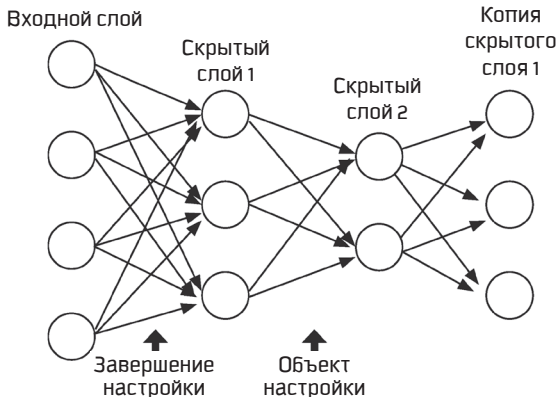 Входной слой
Скрытый
слой 1
Скрытый
слой 2
Копия
скрытого
слоя 1
Завершение
настройки
Объект
настройки